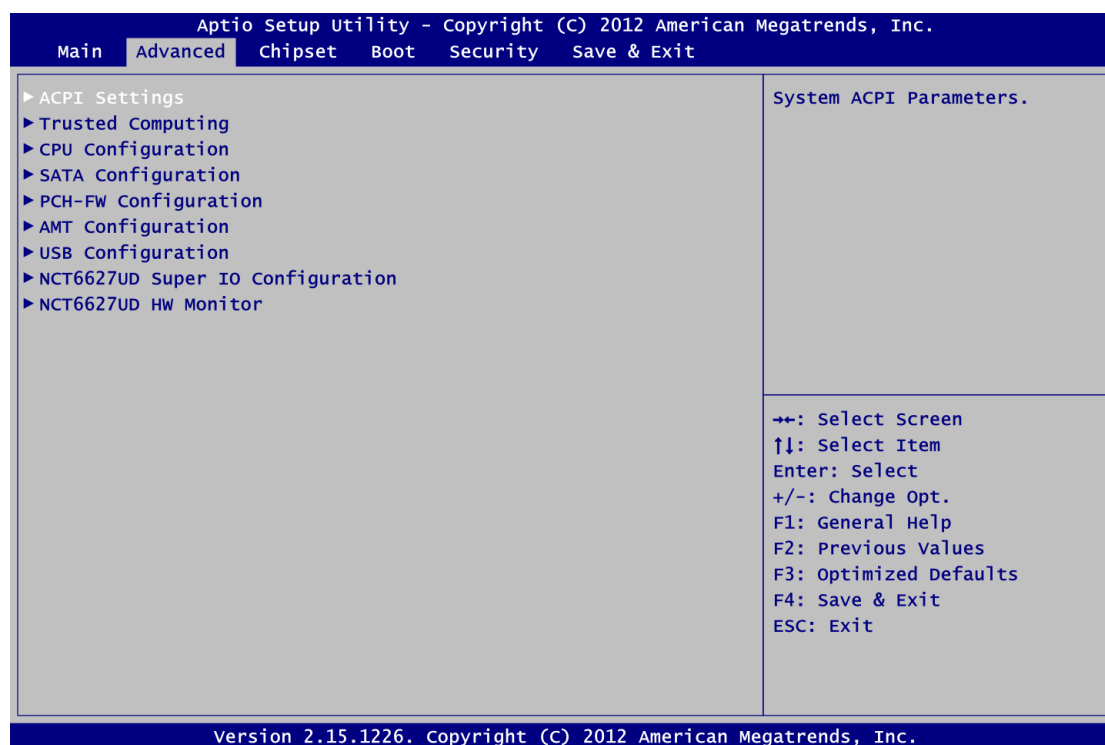 Aptio Setup Utility - Copyright (C) 2012 American Megatrends, Inc.
Main Advanced Chipset Boot Security Save & Exit
►ACPI Settings
►Trusted Computing
►CPU Configuration
►SATA Configuration
►PCH-FW Configuration
►AMT Configuration
►USB Configuration
►NCT6627UD Super IO Configuration
►NCT6627UD HW Monitor
System ACPI Parameters.
→←: Select Screen
↑↓: Select Item
Enter: Select
+/-: Change Opt.
F1: General Help
F2: Previous Values
F3: Optimized Defaults
F4: Save & Exit
ESC: Exit
Version 2.15.1226. Copyright (C) 2012 American Megatrends, Inc.